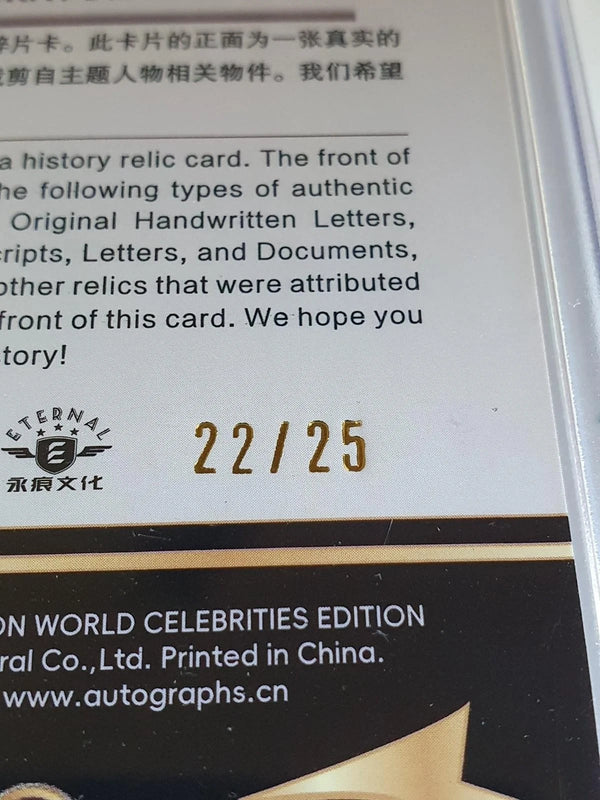 片卡。此卡片的正面为一张真实的
剪自主题人物相关物件。我们希望
a history relic card. The front of
he following types of authentic
Original Handwritten Letters,
ripts, Letters, and Documents,
other relics that were attributed
front of this card. We hope you
tory!
ETERNAL
永痕文化
22/25
ON WORLD CELEBRITIES EDITION
ral Co.,Ltd. Printed in China.
www.autographs.cn